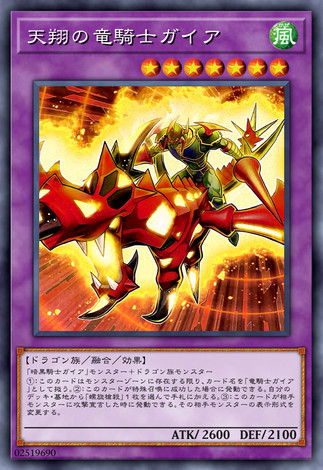 天翔の竜騎士ガイア
風
【ドラゴン族／融合／効果】
「暗黒騎士ガイア」モンスター＋ドラゴン族モンスター
①：このカードはモンスターゾーンに存在する限り、カード名を「竜騎士ガイア」
として扱う。②：このカードが特殊召喚に成功した場合に発動できる。自分の
デッキ・墓地から「螺旋槍殺」１枚を選んで手札に加える。③：このカードが相手
モンスターに攻撃宣言した時に発動できる。その相手モンスターの表示形式を
変更する。
ATK/ 2600 DEF/ 2100
02519690